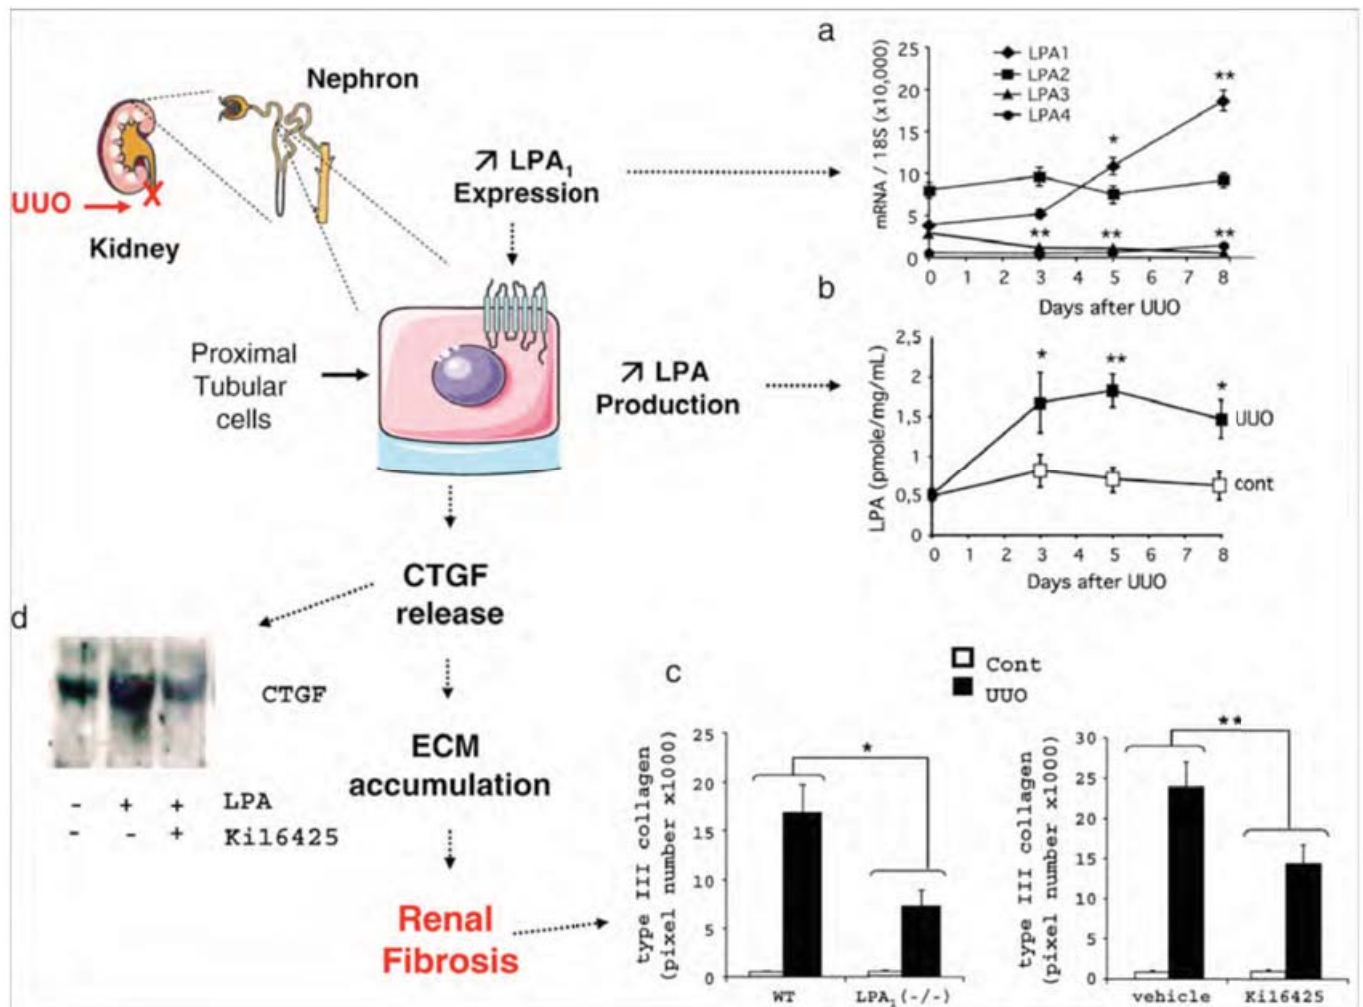 a
Nephron
UUO
Kidney
↗ LPA₁
Expression
Proximal
Tubular
cells
↗ LPA
Production
CTGF
release
ECM
accumulation
Renal
Fibrosis
mRNA / 18S (x10,000)
25
20
15
10
5
0
LPA1
LPA2
LPA3
LPA4
*
**
** ** **
0 1 2 3 4 5 6 7 8
Days after UUO
b
LPA (pmole/mg/mL)
2,5
2
1,5
1
0,5
0
* ** *
UUO
cont
0 1 2 3 4 5 6 7 8
Days after UUO
d
CTGF
- + + LPA
- - + Ki16425
c
Cont
UUO
type III collagen
(pixel number x1000)
25
20
15
10
5
0
*
WT LPA₁(-/-)
type III collagen
(pixel number x1000)
30
25
20
15
10
5
0
**
vehicle Ki16425